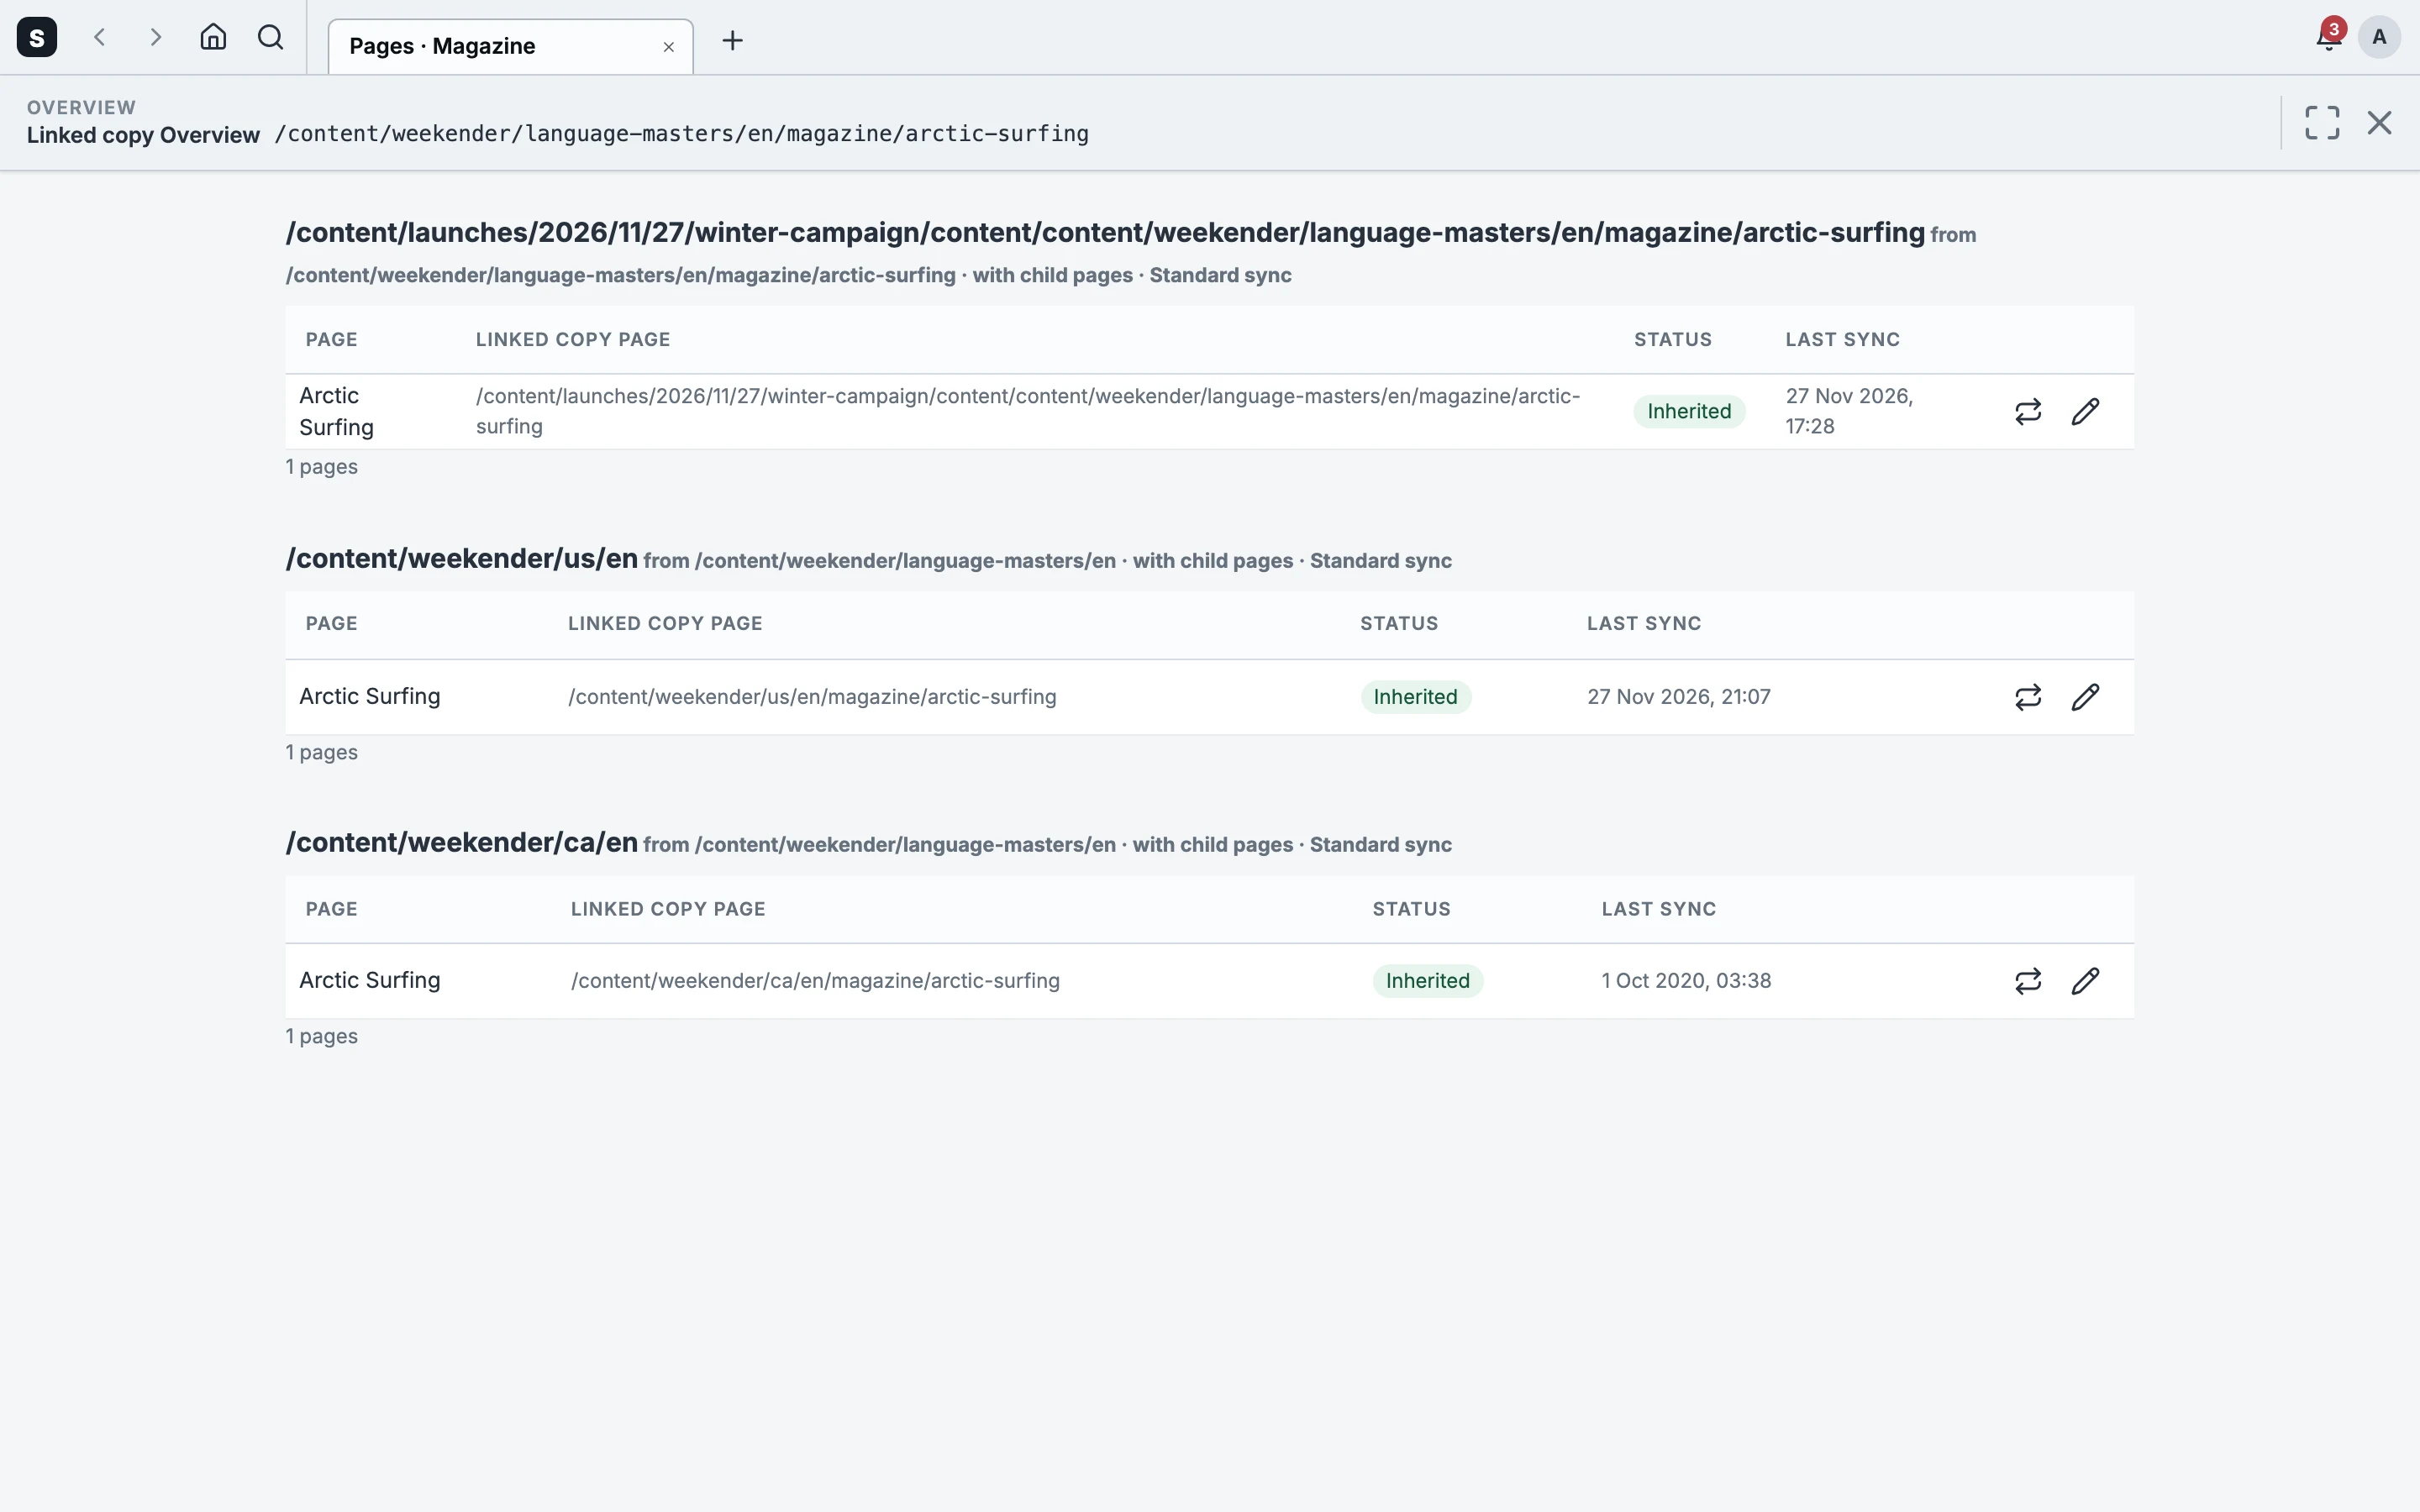 S
Pages · Magazine
3
A
OVERVIEW
Linked copy Overview /content/weekender/language-masters/en/magazine/arctic-surfing
/content/launches/2026/11/27/winter-campaign/content/content/weekender/language-masters/en/magazine/arctic-surfing from
/content/weekender/language-masters/en/magazine/arctic-surfing · with child pages · Standard sync
PAGE LINKED COPY PAGE STATUS LAST SYNC
Arctic /content/launches/2026/11/27/winter-campaign/content/content/weekender/language-masters/en/magazine/arctic- Inherited 27 Nov 2026,
Surfing surfing 17:28
1 pages
/content/weekender/us/en from /content/weekender/language-masters/en · with child pages · Standard sync
PAGE LINKED COPY PAGE STATUS LAST SYNC
Arctic Surfing /content/weekender/us/en/magazine/arctic-surfing Inherited 27 Nov 2026, 21:07
1 pages
/content/weekender/ca/en from /content/weekender/language-masters/en · with child pages · Standard sync
PAGE LINKED COPY PAGE STATUS LAST SYNC
Arctic Surfing /content/weekender/ca/en/magazine/arctic-surfing Inherited 1 Oct 2020, 03:38
1 pages